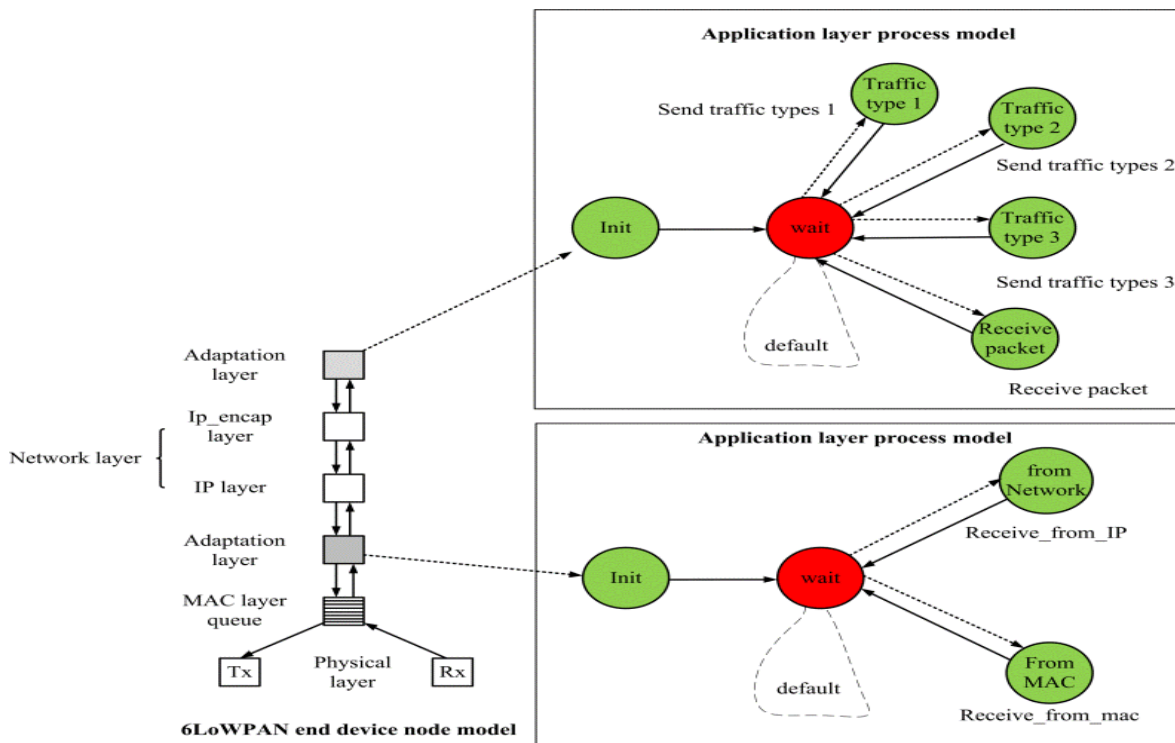 Application layer process model
Traffic
type 1
Send traffic types 1
Traffic
type 2
Send traffic types 2
Init
wait
Traffic
type 3
Send traffic types 3
default
Receive
packet
Receive packet
Adaptation
layer
Ip_encap
layer
Network layer
IP layer
Adaptation
layer
MAC layer
queue
Tx
Physical
layer
Rx
6LoWPAN end device node model
Application layer process model
from
Network
Receive_from_IP
Init
wait
default
From
MAC
Receive_from_mac